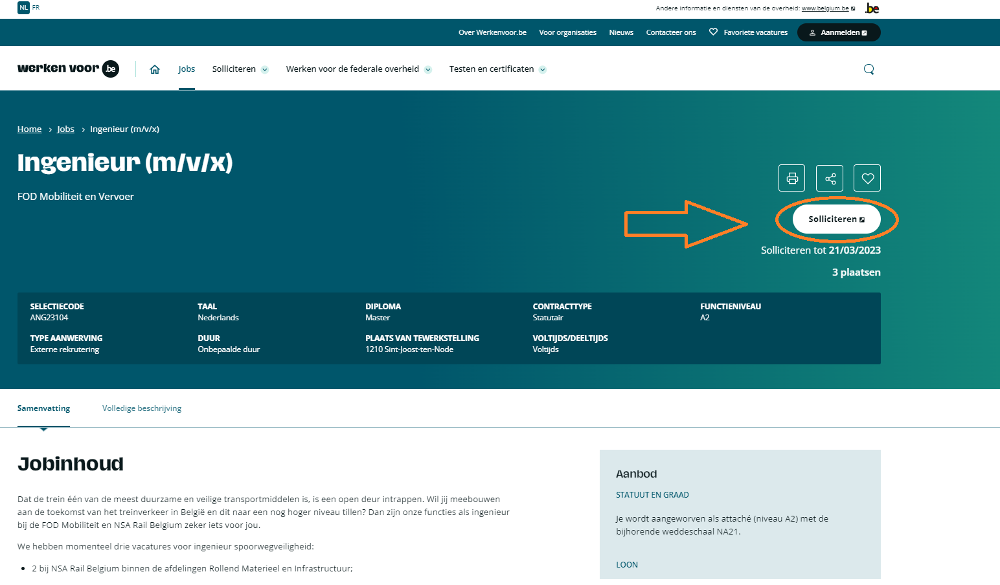 NL FR
Andere informatie en diensten van de overheid: www.belgium.be
.be
Over Werkenvoor.be Voor organisaties Nieuws Contacteer ons Favoriete vacatures Aanmelden
werken voor .be
Jobs Solliciteren Werken voor de federale overheid Testen en certificaten
Home › Jobs › Ingenieur (m/v/x)
Ingenieur (m/v/x)
FOD Mobiliteit en Vervoer
Solliciteren
Solliciteren tot 21/03/2023
3 plaatsen
SELECTIECODE TAAL DIPLOMA CONTRACTTYPE FUNCTIENIVEAU
ANG23104 Nederlands Master Statutair A2
TYPE AANWERVING DUUR PLAATS VAN TEWERKSTELLING VOLTIJDS/DEELTIJDS
Externe rekrutering Onbepaalde duur 1210 Sint-Joost-ten-Node Voltijds
Samenvatting Volledige beschrijving
Jobinhoud
Dat de trein één van de meest duurzame en veilige transportmiddelen is, is een open deur intrappen. Wil jij meebouwen
aan de toekomst van het treinverkeer in België en dit naar een nog hoger niveau tillen? Dan zijn onze functies als ingenieur
bij de FOD Mobiliteit en NSA Rail Belgium zeker iets voor jou.
We hebben momenteel drie vacatures voor ingenieur spoorwegveiligheid:
• 2 bij NSA Rail Belgium binnen de afdelingen Rollend Materieel en Infrastructuur;
Aanbod
STATUUT EN GRAAD
Je wordt aangeworven als attaché (niveau A2) met de
bijhorende weddeschaal NA21.
LOON